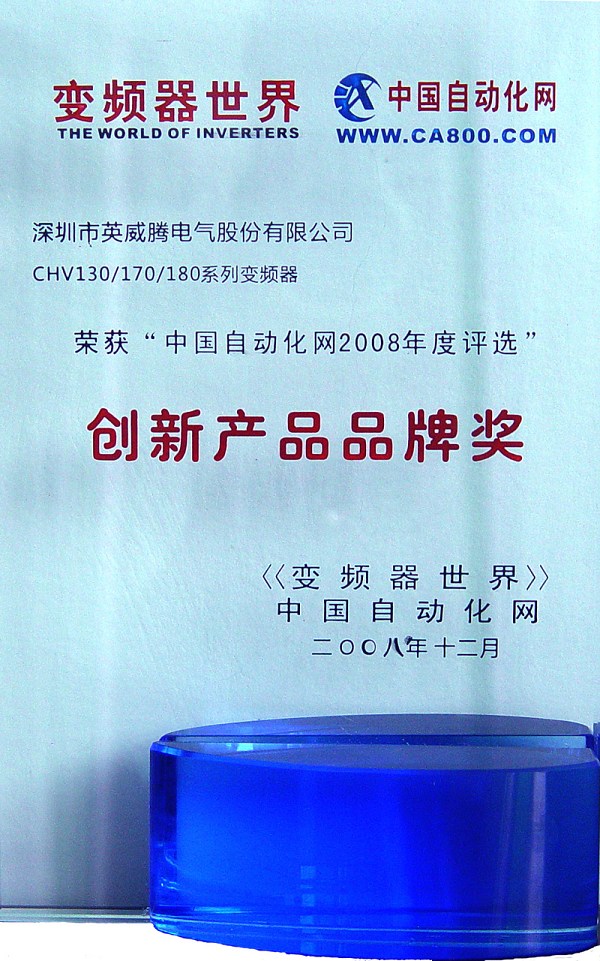 变频器世界
THE WORLD OF INVERTERS
中国自动化网
WWW.CA800.COM
深圳市英威腾电气股份有限公司
CHV130/170/180系列变频器
荣获“中国自动化网2008年度评选”
创新产品品牌奖
《变频器世界》
中国自动化网
二〇〇八年十二月